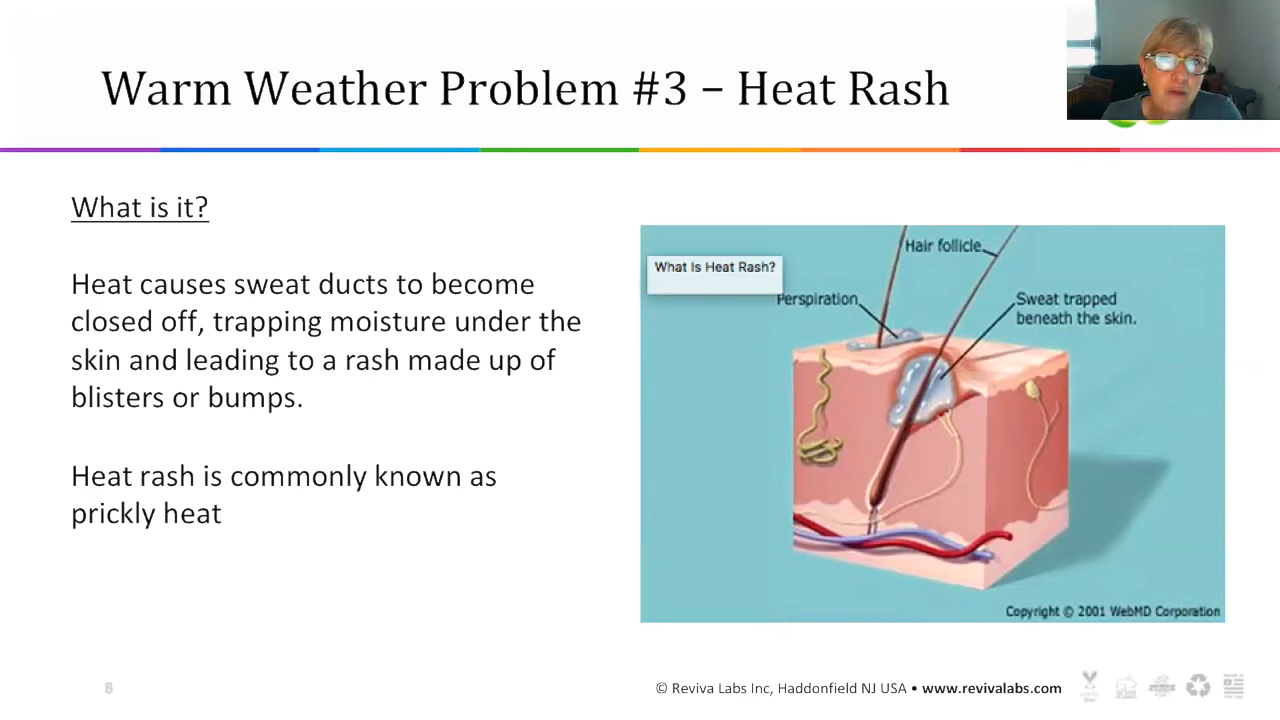 Warm Weather Problem #3 – Heat Rash
What is it?
Heat causes sweat ducts to become
closed off, trapping moisture under the
skin and leading to a rash made up of
blisters or bumps.
Heat rash is commonly known as
prickly heat
What Is Heat Rash?
Hair follicle
Perspiration
Sweat trapped
beneath the skin.
Copyright © 2001 WebMD Corporation
8
© Reviva Labs Inc, Haddonfield NJ USA • www.revivalabs.com